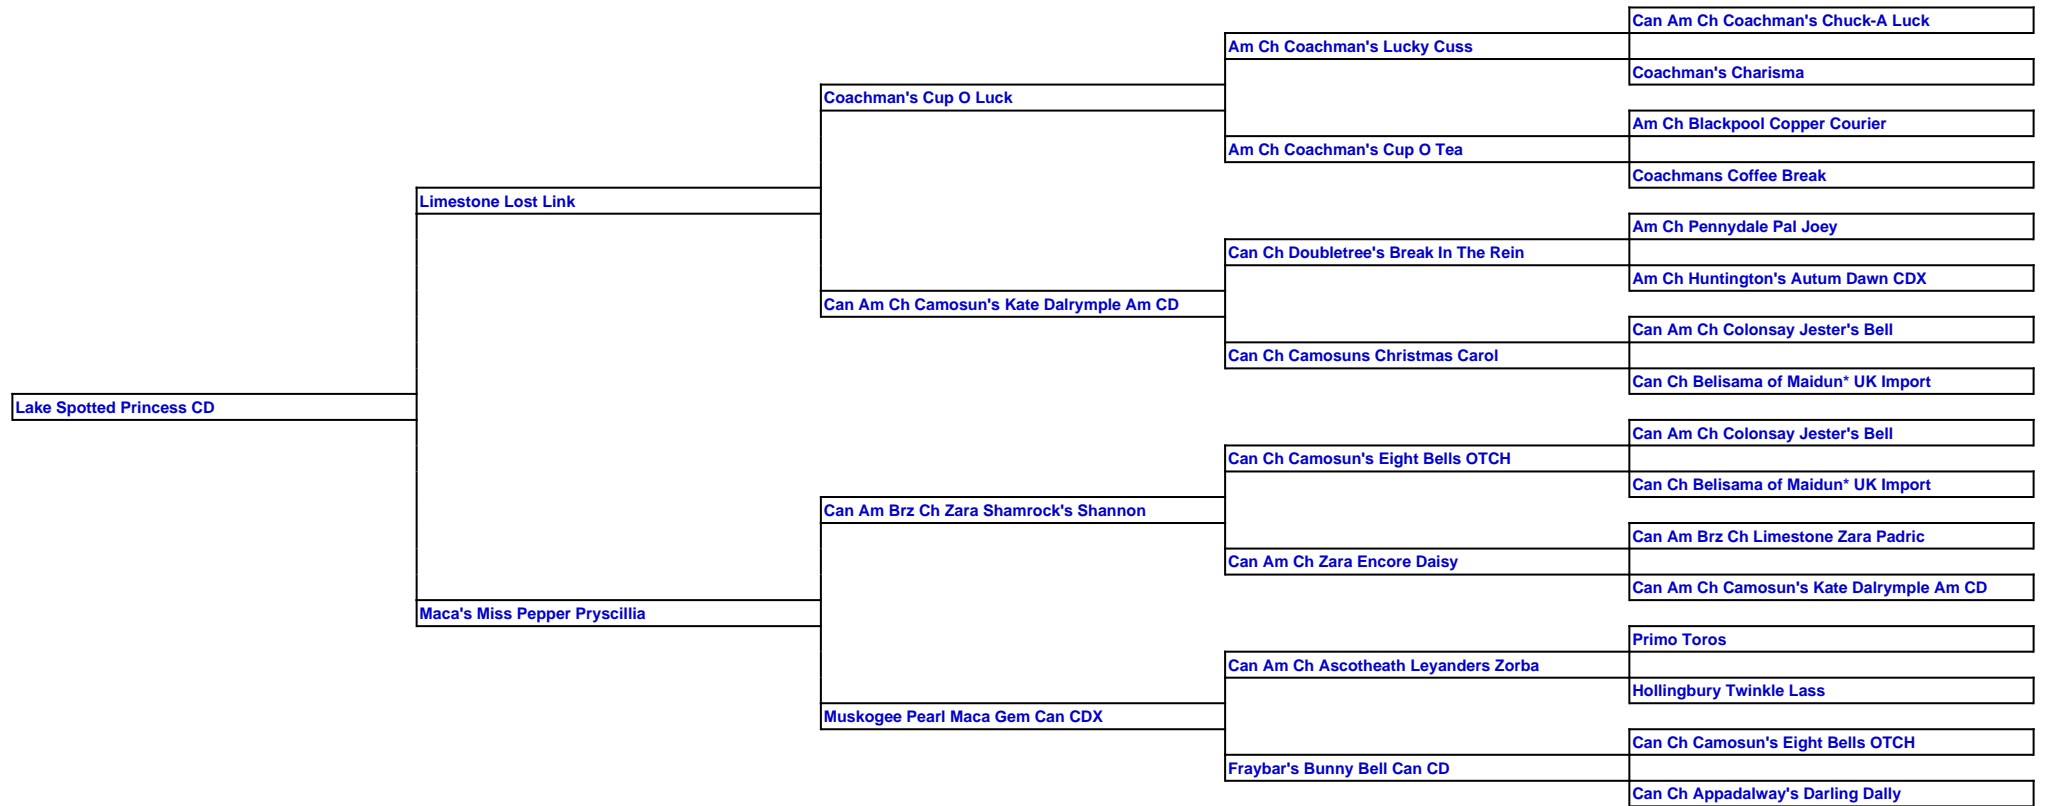 Can Am Ch Coachman's Chuck-A Luck
Am Ch Coachman's Lucky Cuss
Coachman's Charisma
Coachman's Cup O Luck
Am Ch Blackpool Copper Courier
Am Ch Coachman's Cup O Tea
Coachmans Coffee Break
Limestone Lost Link
Am Ch Pennydale Pal Joey
Can Ch Doubletree's Break In The Rein
Am Ch Huntington's Autum Dawn CDX
Can Am Ch Camosun's Kate Dalrymple Am CD
Can Am Ch Colonsay Jester's Bell
Can Ch Camosuns Christmas Carol
Can Ch Belisama of Maidun* UK Import
Lake Spotted Princess CD
Can Am Ch Colonsay Jester's Bell
Can Ch Camosun's Eight Bells OTCH
Can Ch Belisama of Maidun* UK Import
Can Am Brz Ch Zara Shamrock's Shannon
Can Am Brz Ch Limestone Zara Padric
Can Am Ch Zara Encore Daisy
Can Am Ch Camosun's Kate Dalrymple Am CD
Maca's Miss Pepper Pryscillia
Primo Toros
Can Am Ch Ascotheath Leyanders Zorba
Hollingbury Twinkle Lass
Muskogee Pearl Maca Gem Can CDX
Can Ch Camosun's Eight Bells OTCH
Fraybar's Bunny Bell Can CD
Can Ch Appadalway's Darling Dally